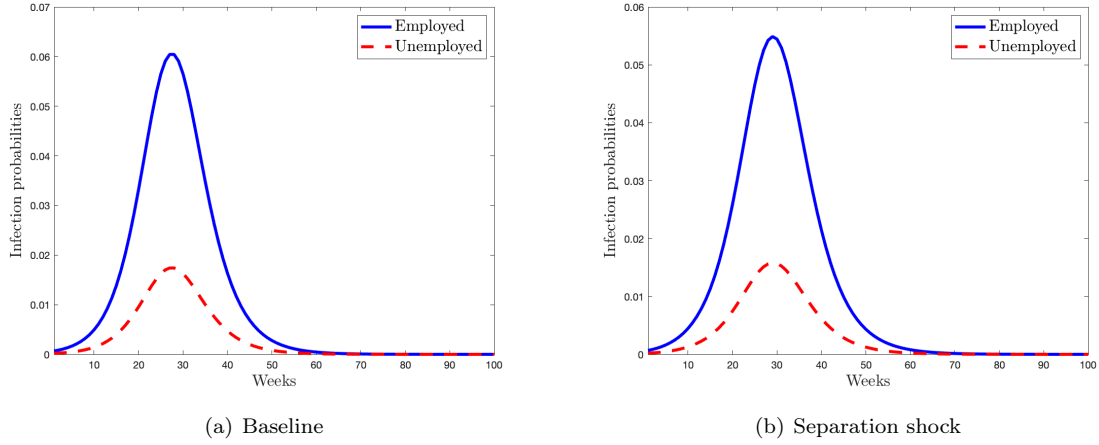 0.07
0.06
0.05
0.04
0.03
0.02
0.01
0
Infection probabilities
Employed
Unemployed
10 20 30 40 50 60 70 80 90 100
Weeks
(a) Baseline
0.06
0.05
0.04
0.03
0.02
0.01
0
Infection probabilities
Employed
Unemployed
10 20 30 40 50 60 70 80 90 100
Weeks
(b) Separation shock